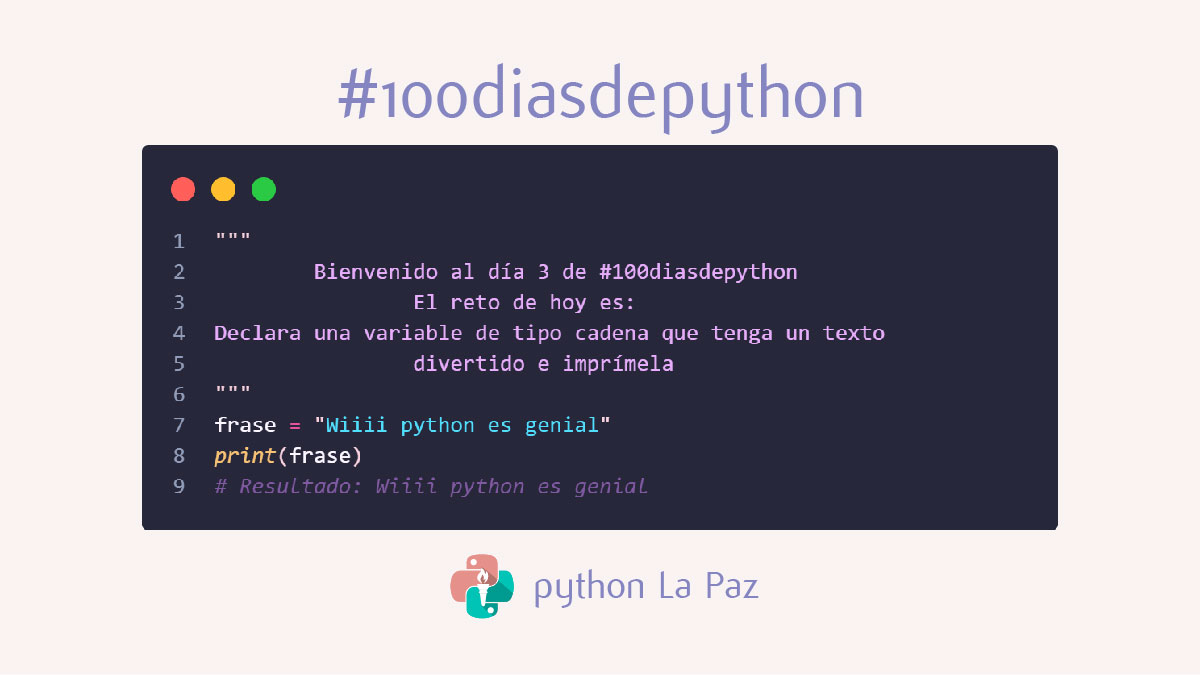 #100diasdepython
1 """
2 Bienvenido al día 3 de #100diasdepython
3 El reto de hoy es:
4 Declara una variable de tipo cadena que tenga un texto
5 divertido e imprímela
6 """
7 frase = "Wiiii python es genial"
8 print(frase)
9 # Resultado: Wiiii python es genial
python La Paz